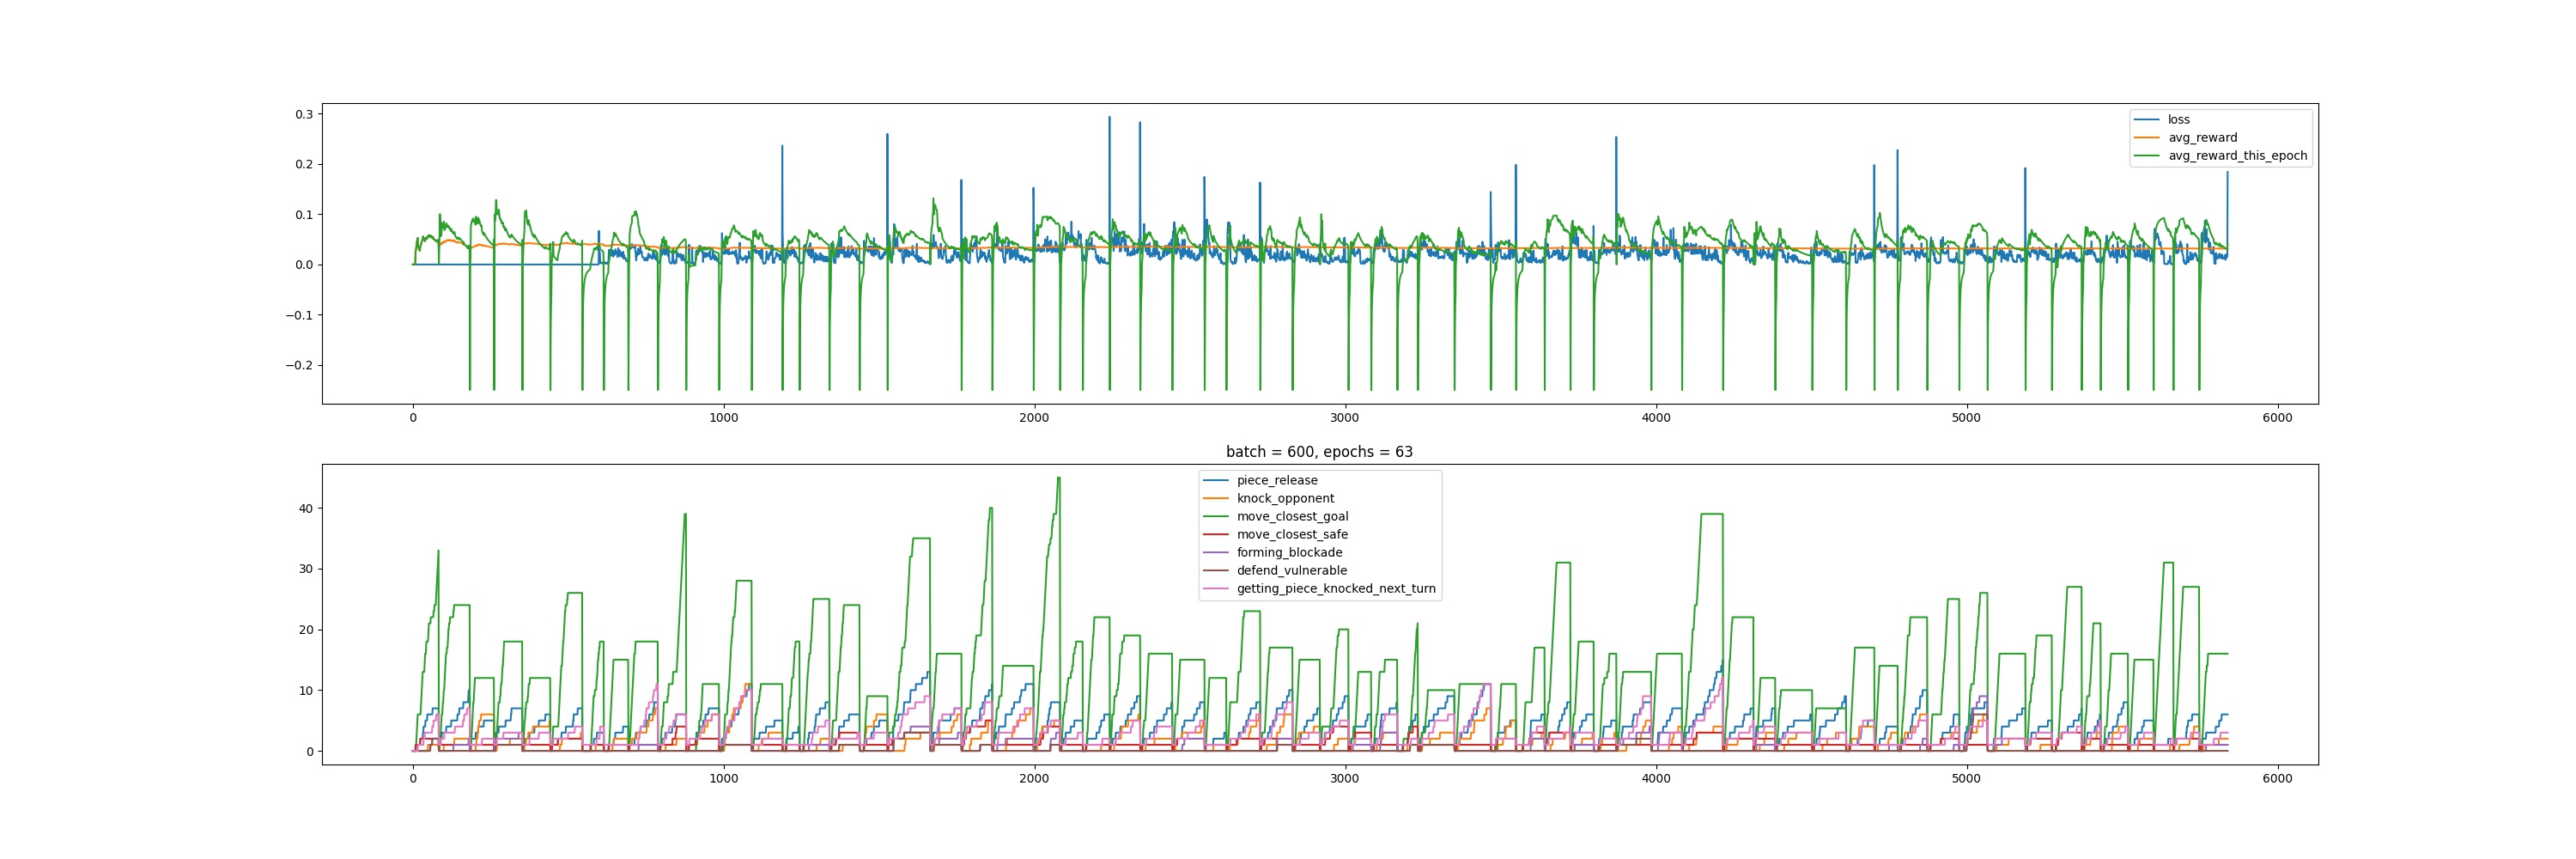 0.3
0.2
0.1
0.0
−0.1
−0.2
loss
avg_reward
avg_reward_this_epoch
0 1000 2000 3000 4000 5000 6000
batch = 600, epochs = 63
40
30
20
10
0
piece_release
knock_opponent
move_closest_goal
move_closest_safe
forming_blockade
defend_vulnerable
getting_piece_knocked_next_turn
0 1000 2000 3000 4000 5000 6000